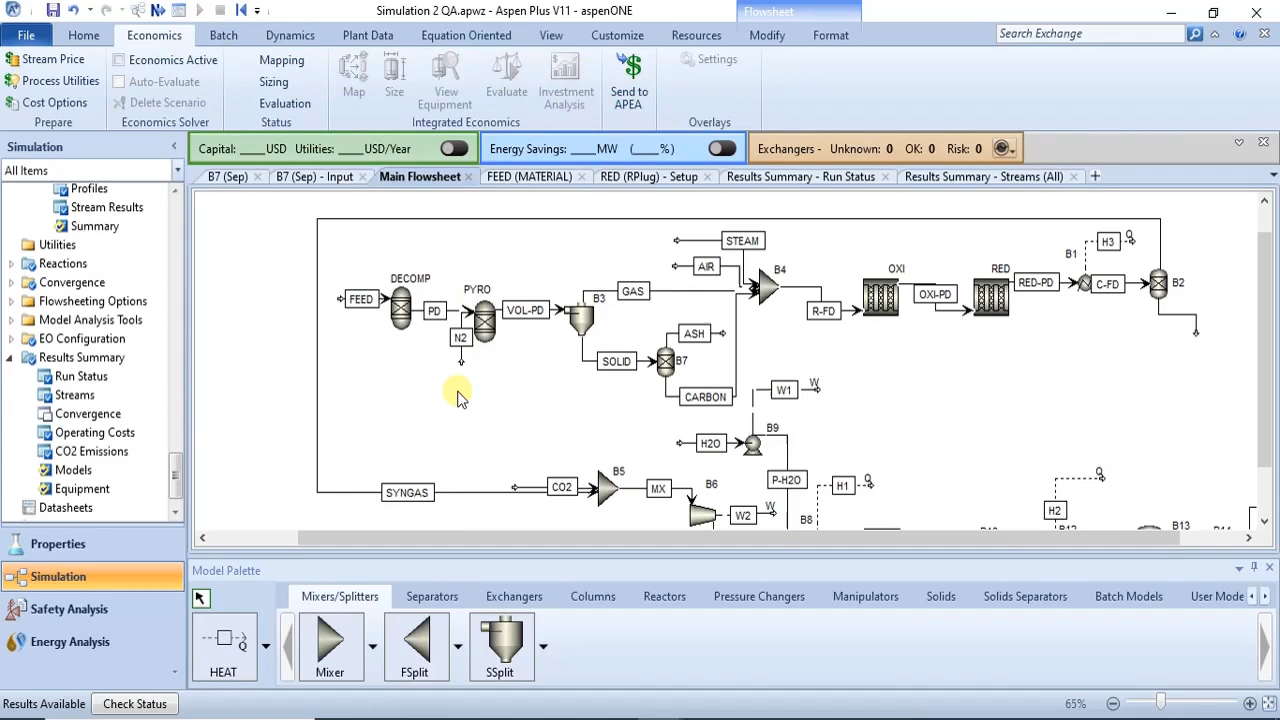 Simulation 2 QA.apwz - Aspen Plus V11 - aspenONE
Flowsheet
File Home Economics Batch Dynamics Plant Data Equation Oriented View Customize Resources Modify Format Search Exchange
Stream Price Economics Active Mapping Settings
Process Utilities Auto-Evaluate Sizing Map Size View Equipment Evaluate Investment Analysis Send to APEA
Cost Options Delete Scenario Evaluation
Prepare Economics Solver Status Integrated Economics Overlays
Simulation
Capital: ____USD Utilities: ____USD/Year Energy Savings: ____MW (____%) Exchangers - Unknown: 0 OK: 0 Risk: 0
All Items
B7 (Sep) B7 (Sep) - Input Main Flowsheet FEED (MATERIAL) RED (RPlug) - Setup Results Summary - Run Status Results Summary - Streams (All)
Profiles
Stream Results
Summary
Utilities
Reactions
Convergence
Flowsheeting Options
Model Analysis Tools
EO Configuration
Results Summary
Run Status
Streams
Convergence
Operating Costs
CO2 Emissions
Models
Equipment
Datasheets
Properties
Simulation
Safety Analysis
Energy Analysis
STEAM H3 Q
B1
AIR B4 OXI RED
DECOMP
PYRO GAS RED-PD C-FD B2
FEED B3 OXI-PD
PD VOL-PD R-FD
N2 ASH
SOLID B7
CARBON W1 W
B9
H2O
P-H2O
SYNGAS CO2 B5 MX B6 H1 Q Q
W2 W B8 H2
B12 B13
Model Palette
Mixers/Splitters Separators Exchangers Columns Reactors Pressure Changers Manipulators Solids Solids Separators Batch Models User Mode
HEAT Mixer FSplit SSplit
Results Available Check Status 65%